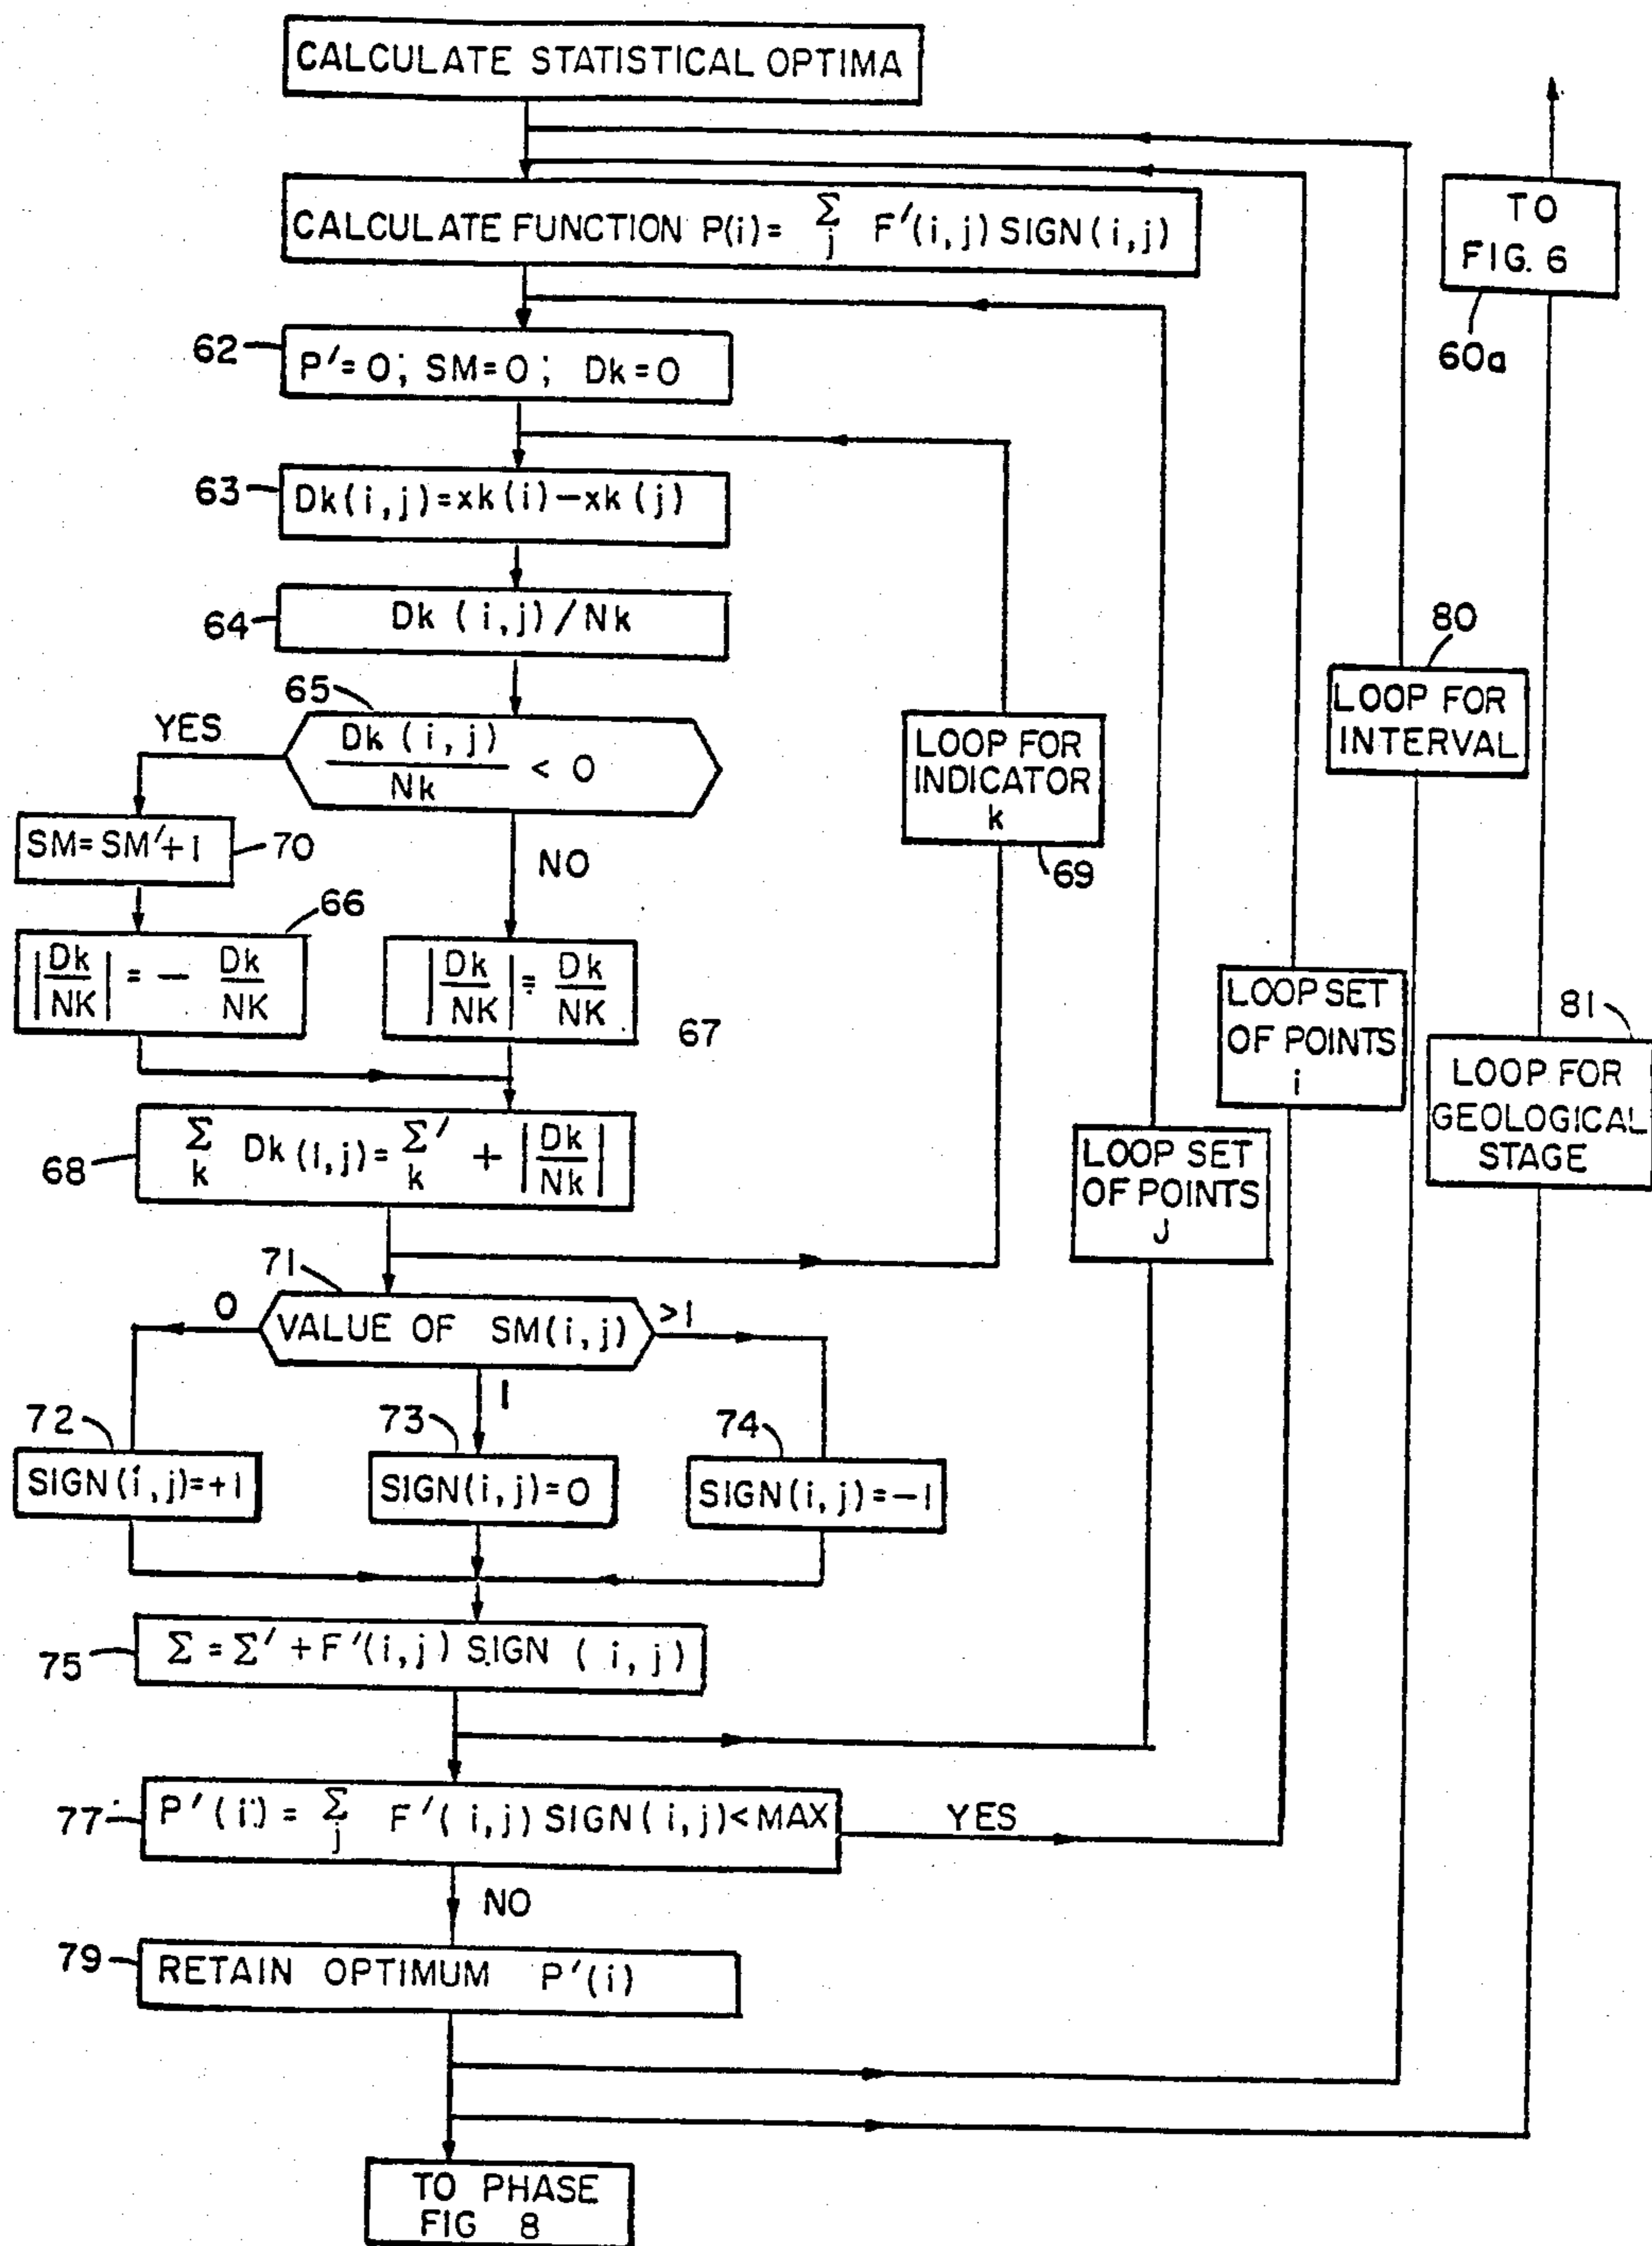 CALCULATE STATISTICAL OPTIMA
CALCULATE FUNCTION P(i)= Σ j F'(i,j) SIGN(i,j)
TO
FIG. 6
60a
62
P'=0; SM=0; Dk=0
63
Dk(i,j)=xk(i)-xk(j)
64
Dk (i,j)/Nk
65
Dk (i,j)
Nk
< 0
YES
NO
LOOP FOR
INDICATOR
k
69
80
LOOP FOR
INTERVAL
SM=SM'+1
70
66
|Dk/NK| = - Dk/NK
|Dk/NK| = Dk/NK
67
LOOP SET
OF POINTS
i
81
LOOP FOR
GEOLOGICAL
STAGE
68
Σ k Dk(i,j)= Σ' k + |Dk/Nk|
LOOP SET
OF POINTS
J
71
0
VALUE OF SM(i,j)
>1
1
72
73
74
SIGN(i,j)=+1
SIGN(i,j)=0
SIGN(i,j)=-1
75
Σ = Σ' + F'(i,j) SIGN (i,j)
77
P'(i) = Σ j F'(i,j) SIGN(i,j)<MAX
YES
NO
79
RETAIN OPTIMUM P'(i)
TO PHASE
FIG 8